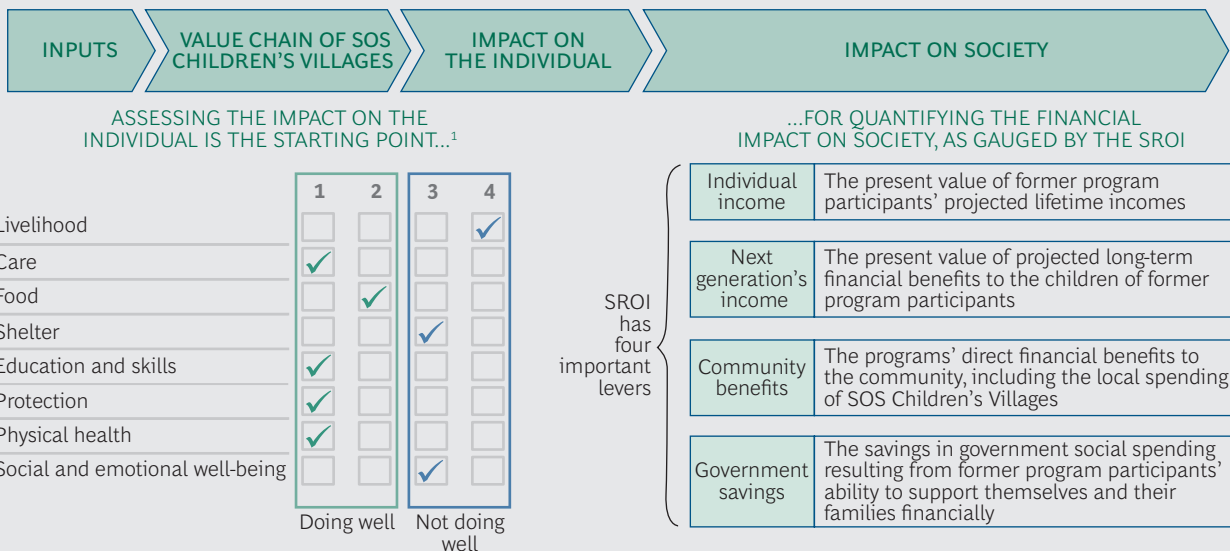 INPUTS
VALUE CHAIN OF SOS
CHILDREN'S VILLAGES
IMPACT ON
THE INDIVIDUAL
IMPACT ON SOCIETY
ASSESSING THE IMPACT ON THE
INDIVIDUAL IS THE STARTING POINT...1
1 2 3 4
Livelihood
Care
Food
Shelter
Education and skills
Protection
Physical health
Social and emotional well-being
Doing well
Not doing
well
...FOR QUANTIFYING THE FINANCIAL
IMPACT ON SOCIETY, AS GAUGED BY THE SROI
SROI
has
four
important
levers
Individual
income
The present value of former program
participants' projected lifetime incomes
Next
generation's
income
The present value of projected long-term
financial benefits to the children of former
program participants
Community
benefits
The programs' direct financial benefits to
the community, including the local spending
of SOS Children's Villages
Government
savings
The savings in government social spending
resulting from former program participants'
ability to support themselves and their
families financially